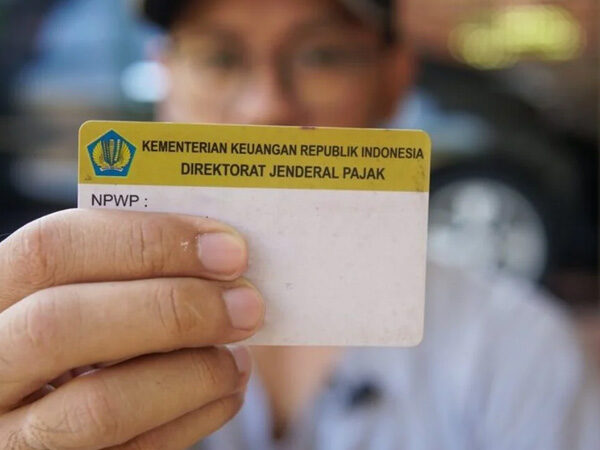 KEMENTERIAN KEUANGAN REPUBLIK INDONESIA
DIREKTORAT JENDERAL PAJAK
NPWP :